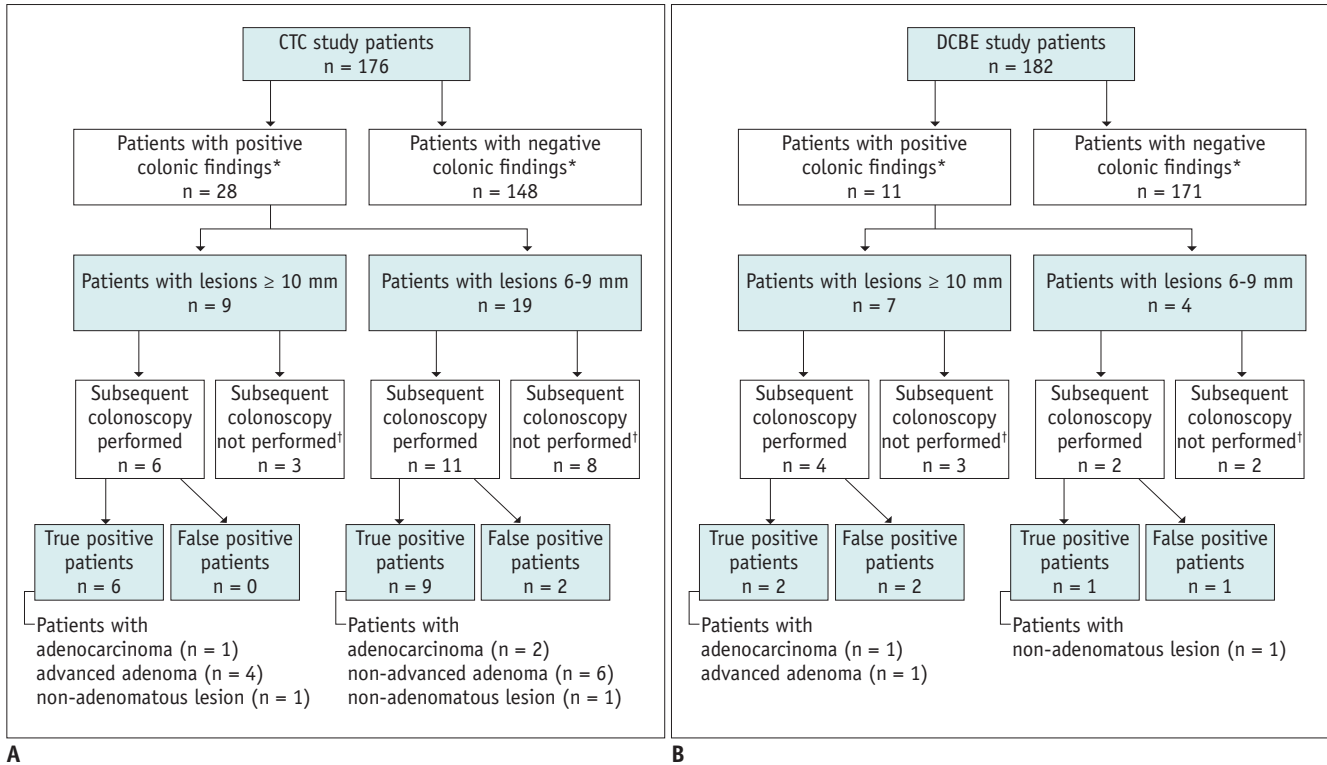 CTC study patients
n = 176
Patients with positive
colonic findings*
n = 28
Patients with negative
colonic findings*
n = 148
Patients with lesions ≥ 10 mm
n = 9
Patients with lesions 6-9 mm
n = 19
Subsequent
colonoscopy
performed
n = 6
Subsequent
colonoscopy
not performed†
n = 3
Subsequent
colonoscopy
performed
n = 11
Subsequent
colonoscopy
not performed†
n = 8
True positive
patients
n = 6
False positive
patients
n = 0
True positive
patients
n = 9
False positive
patients
n = 2
Patients with
adenocarcinoma (n = 1)
advanced adenoma (n = 4)
non-adenomatous lesion (n = 1)
Patients with
adenocarcinoma (n = 2)
non-advanced adenoma (n = 6)
non-adenomatous lesion (n = 1)
A
DCBE study patients
n = 182
Patients with positive
colonic findings*
n = 11
Patients with negative
colonic findings*
n = 171
Patients with lesions ≥ 10 mm
n = 7
Patients with lesions 6-9 mm
n = 4
Subsequent
colonoscopy
performed
n = 4
Subsequent
colonoscopy
not performed†
n = 3
Subsequent
colonoscopy
performed
n = 2
Subsequent
colonoscopy
not performed†
n = 2
True positive
patients
n = 2
False positive
patients
n = 2
True positive
patients
n = 1
False positive
patients
n = 1
Patients with
adenocarcinoma (n = 1)
advanced adenoma (n = 1)
Patients with
non-adenomatous lesion (n = 1)
B